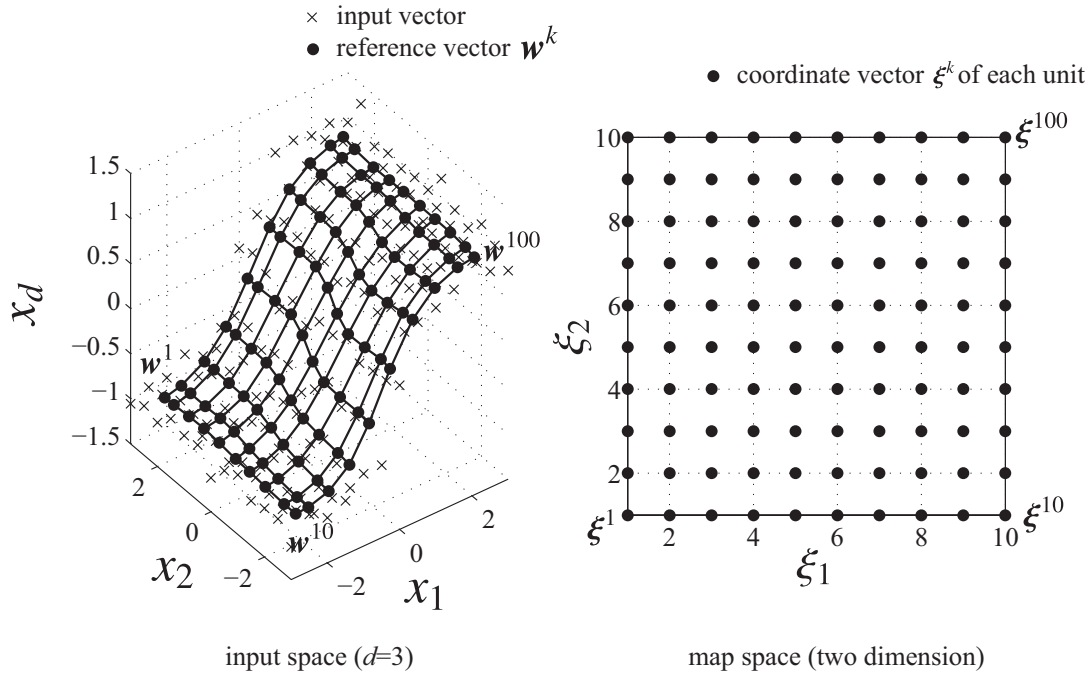 × input vector
● reference vector w^k
1.5
1
0.5
0
−0.5
−1
−1.5
x_d
w^1
w^100
w^10
2
0
−2
x_2
−2
0
2
x_1
input space (d=3)
● coordinate vector ξ^k of each unit
10
8
6
4
2
ξ_2
ξ^100
ξ^1
ξ^10
2
4
6
8
10
ξ_1
map space (two dimension)